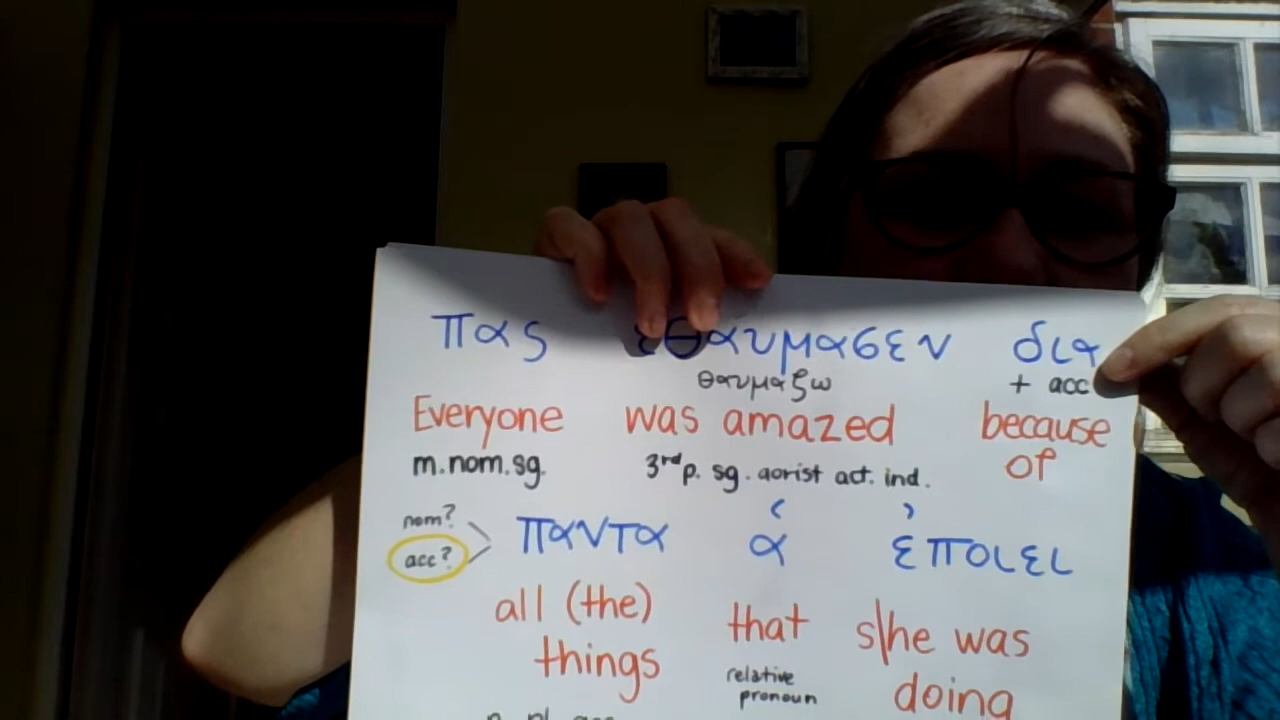 πας εθαυμασεν δια
θαυμαζω + acc
Everyone was amazed because of
m.nom.sg. 3rd p. sg. aorist act. ind.
nom?
acc? παντα ἁ ἐποιει
all (the) things that s|he was doing
relative pronoun